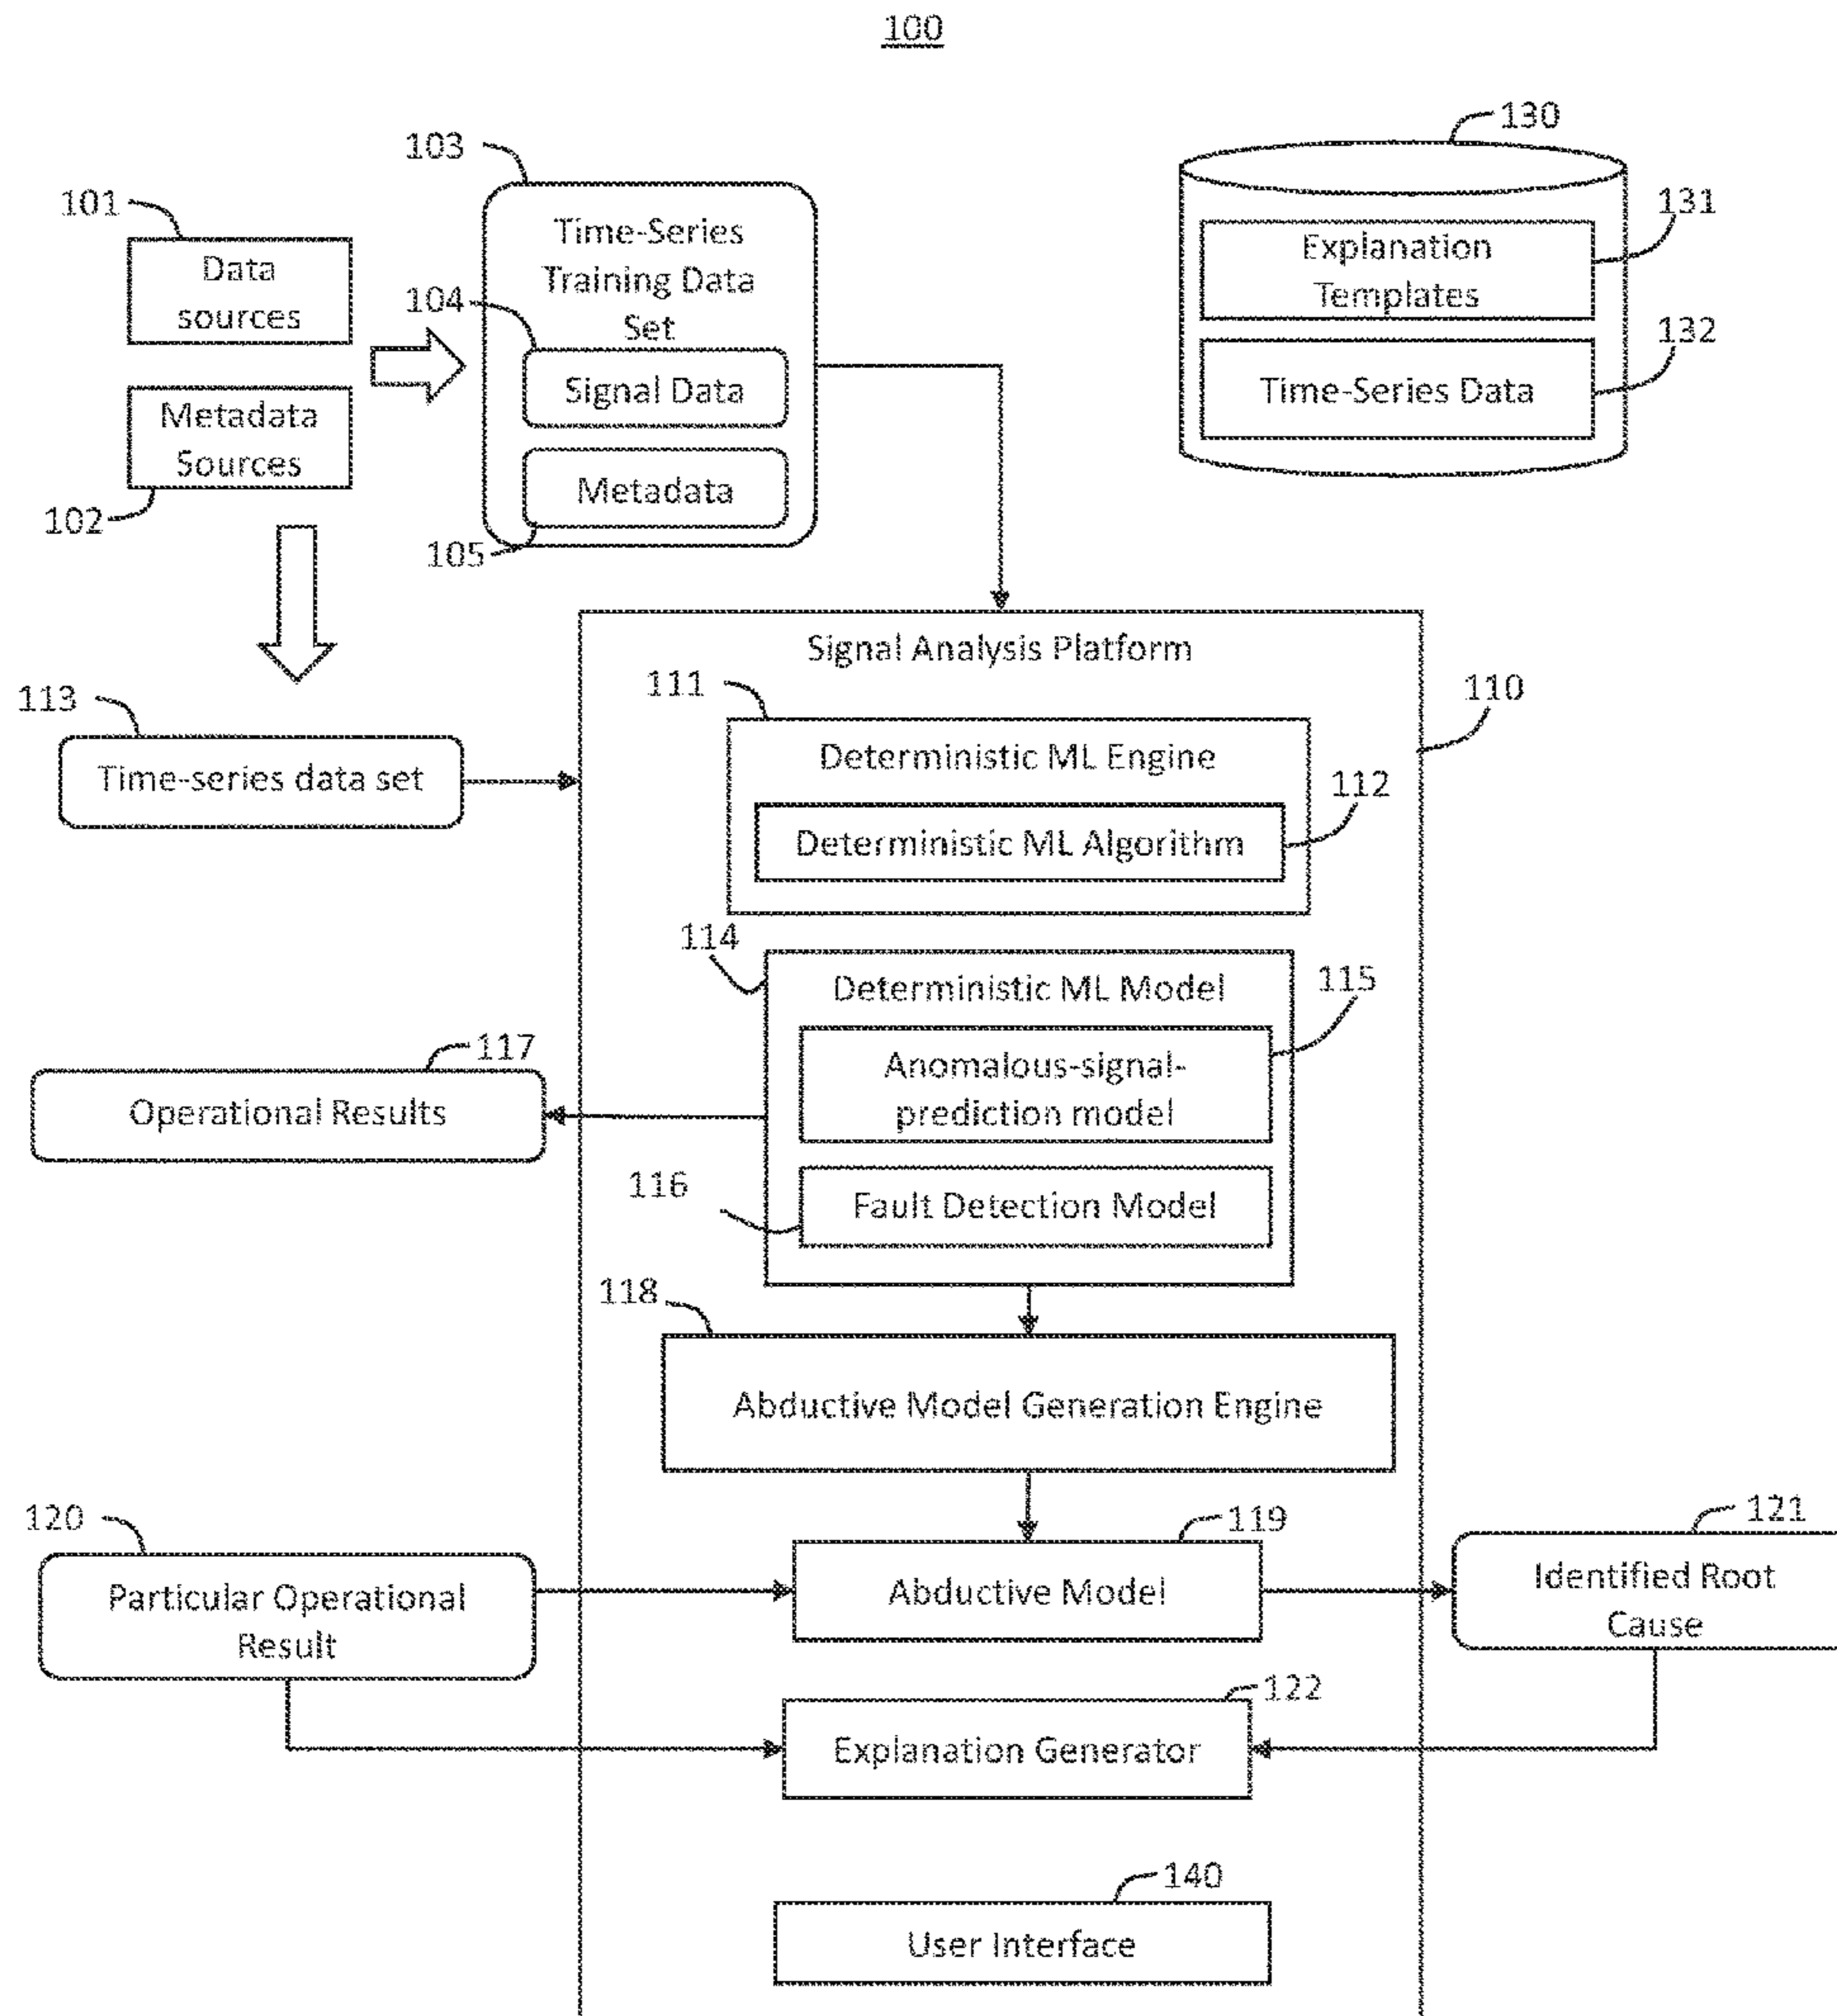 100
103
130
101
Time-Series
Training Data
Set
131
Data
sources
104
Explanation
Templates
132
Signal Data
Time-Series Data
Metadata
Sources
Metadata
102
105
Signal Analysis Platform
113
111
110
Time-series data set
Deterministic ML Engine
112
Deterministic ML Algorithm
114
115
Deterministic ML Model
117
Operational Results
Anomalous-signal-
prediction model
116
Fault Detection Model
118
Abductive Model Generation Engine
120
119
121
Particular Operational
Result
Abductive Model
Identified Root
Cause
122
Explanation Generator
140
User Interface